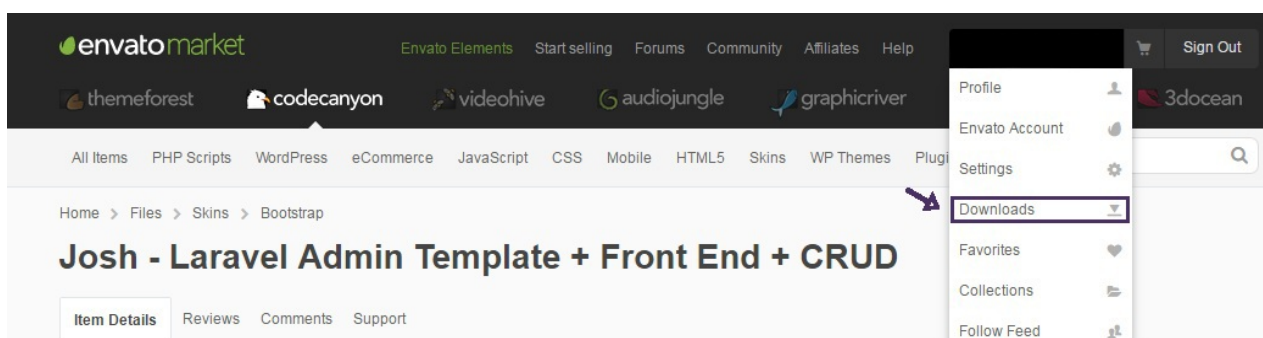 envatomarket Envato Elements Start selling Forums Community Affiliates Help Sign Out
themeforest codecanyon videohive audiojungle graphicriver 3docean
All Items PHP Scripts WordPress eCommerce JavaScript CSS Mobile HTML5 Skins WP Themes Plugi
Home > Files > Skins > Bootstrap
Josh - Laravel Admin Template + Front End + CRUD
Item Details Reviews Comments Support
Profile
Envato Account
Settings
Downloads
Favorites
Collections
Follow Feed